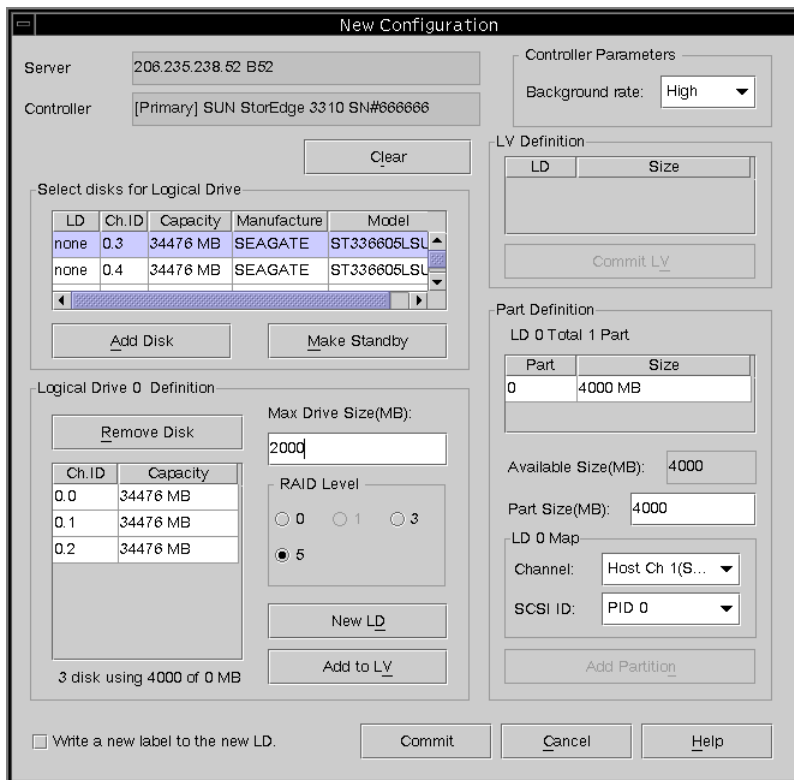 New Configuration
Server 206.235.238.52 B52
Controller [Primary] SUN StorEdge 3310 SN#666666
Controller Parameters
Background rate: High
Clear
Select disks for Logical Drive
LD Ch.ID Capacity Manufacture Model
none 0.3 34476 MB SEAGATE ST336605LSU
none 0.4 34476 MB SEAGATE ST336605LSU
Add Disk Make Standby
LV Definition
LD Size
Commit LV
Logical Drive 0 Definition
Remove Disk
Ch.ID Capacity
0.0 34476 MB
0.1 34476 MB
0.2 34476 MB
3 disk using 4000 of 0 MB
Max Drive Size(MB):
2000
RAID Level
0 1 3
5
New LD
Add to LV
Part Definition
LD 0 Total 1 Part
Part Size
0 4000 MB
Available Size(MB): 4000
Part Size(MB): 4000
LD 0 Map
Channel: Host Ch 1(S...
SCSI ID: PID 0
Add Partition
Write a new label to the new LD.
Commit Cancel Help